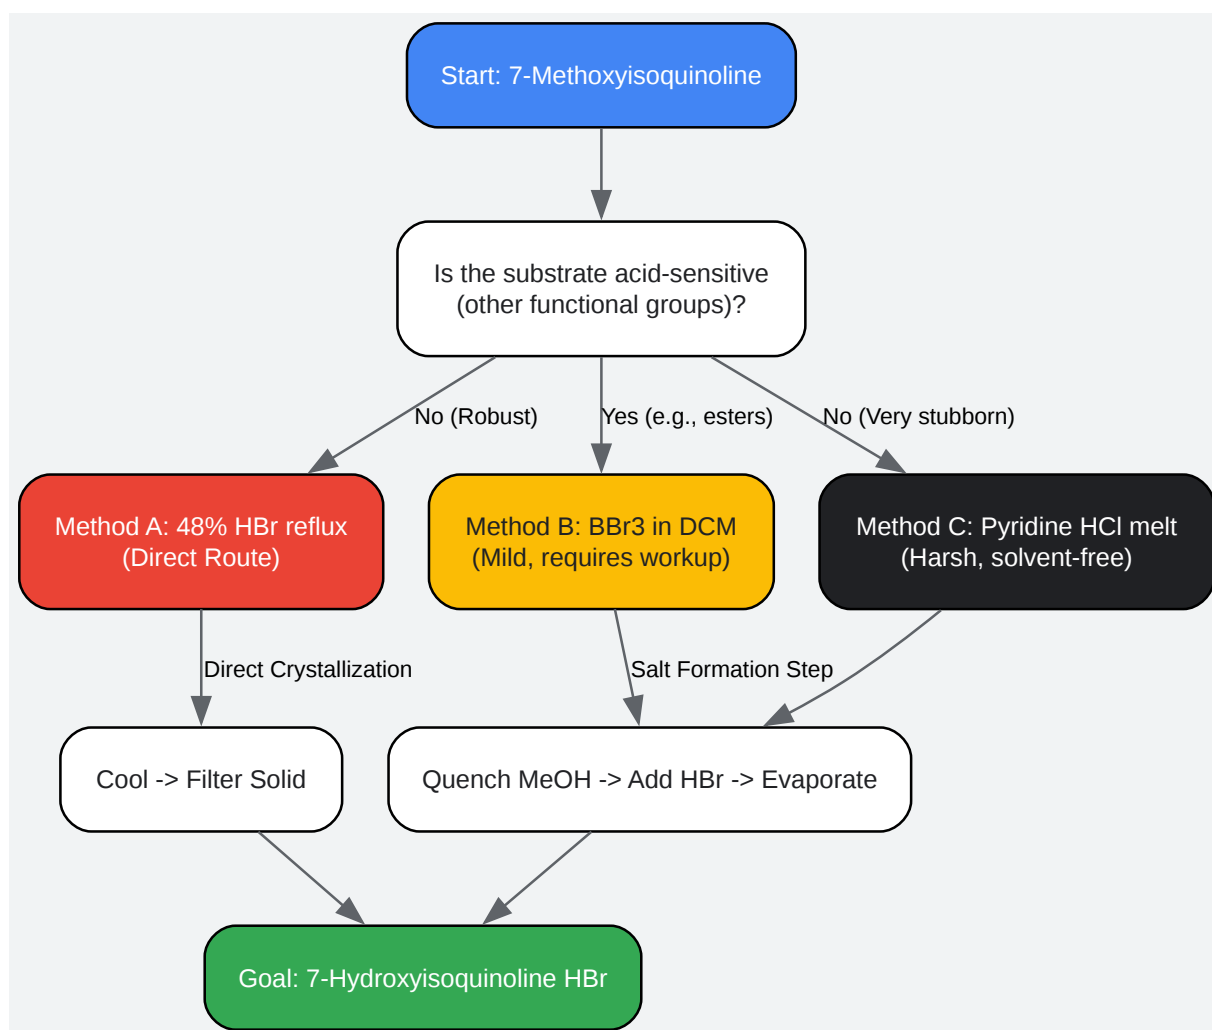 Start: 7-Methoxyisoquinoline
Is the substrate acid-sensitive
(other functional groups)?
No (Robust)
Yes (e.g., esters)
No (Very stubborn)
Method A: 48% HBr reflux
(Direct Route)
Method B: BBr3 in DCM
(Mild, requires workup)
Method C: Pyridine HCl melt
(Harsh, solvent-free)
Direct Crystallization
Salt Formation Step
Cool -> Filter Solid
Quench MeOH -> Add HBr -> Evaporate
Goal: 7-Hydroxyisoquinoline HBr